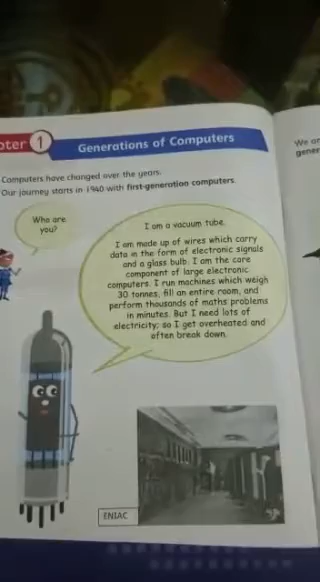 1
Generations of Computers
Computers have changed over the years.
Our journey starts in 1940 with first-generation computers.
Who are
you?
I am a vacuum tube.
I am made up of wires which carry
data in the form of electronic signals
and a glass bulb. I am the core
component of large electronic
computers. I run machines which weigh
30 tonnes, fill an entire room, and
perform thousands of maths problems
in minutes. But I need lots of
electricity; so I get overheated and
often break down.
ENIAC
We